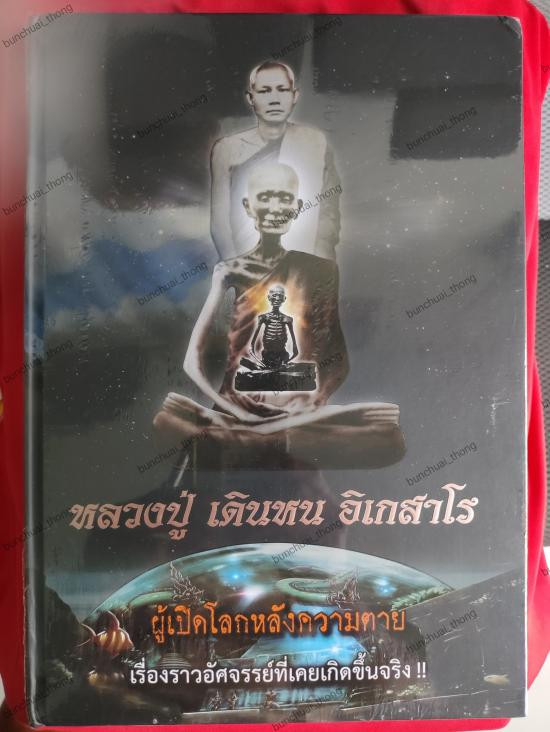 หลวงปู่ เดินหน อิเกสาโร
ผู้เปิดโลกหลังความตาย
เรื่องราวอัศจรรย์ที่เคยเกิดขึ้นจริง !!
bunchuai_thong